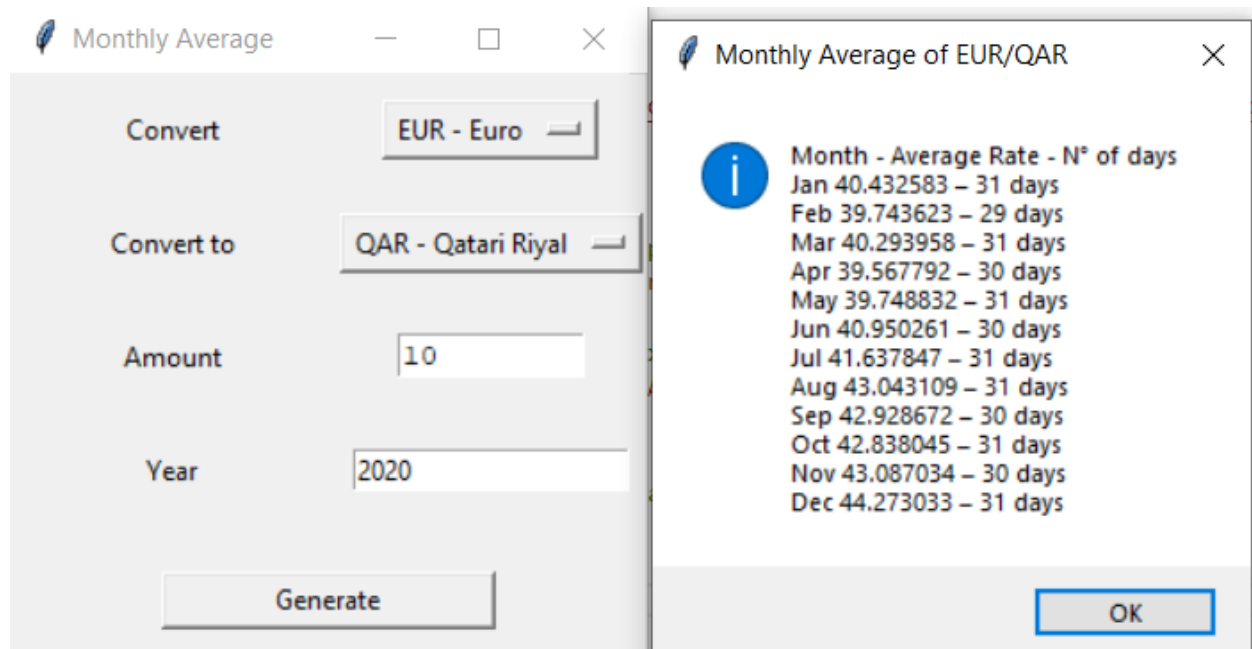 Monthly Average
Convert
EUR - Euro
Convert to
QAR - Qatari Riyal
Amount
10
Year
2020
Generate
Monthly Average of EUR/QAR
Month - Average Rate - N° of days
Jan 40.432583 – 31 days
Feb 39.743623 – 29 days
Mar 40.293958 – 31 days
Apr 39.567792 – 30 days
May 39.748832 – 31 days
Jun 40.950261 – 30 days
Jul 41.637847 – 31 days
Aug 43.043109 – 31 days
Sep 42.928672 – 30 days
Oct 42.838045 – 31 days
Nov 43.087034 – 30 days
Dec 44.273033 – 31 days
OK